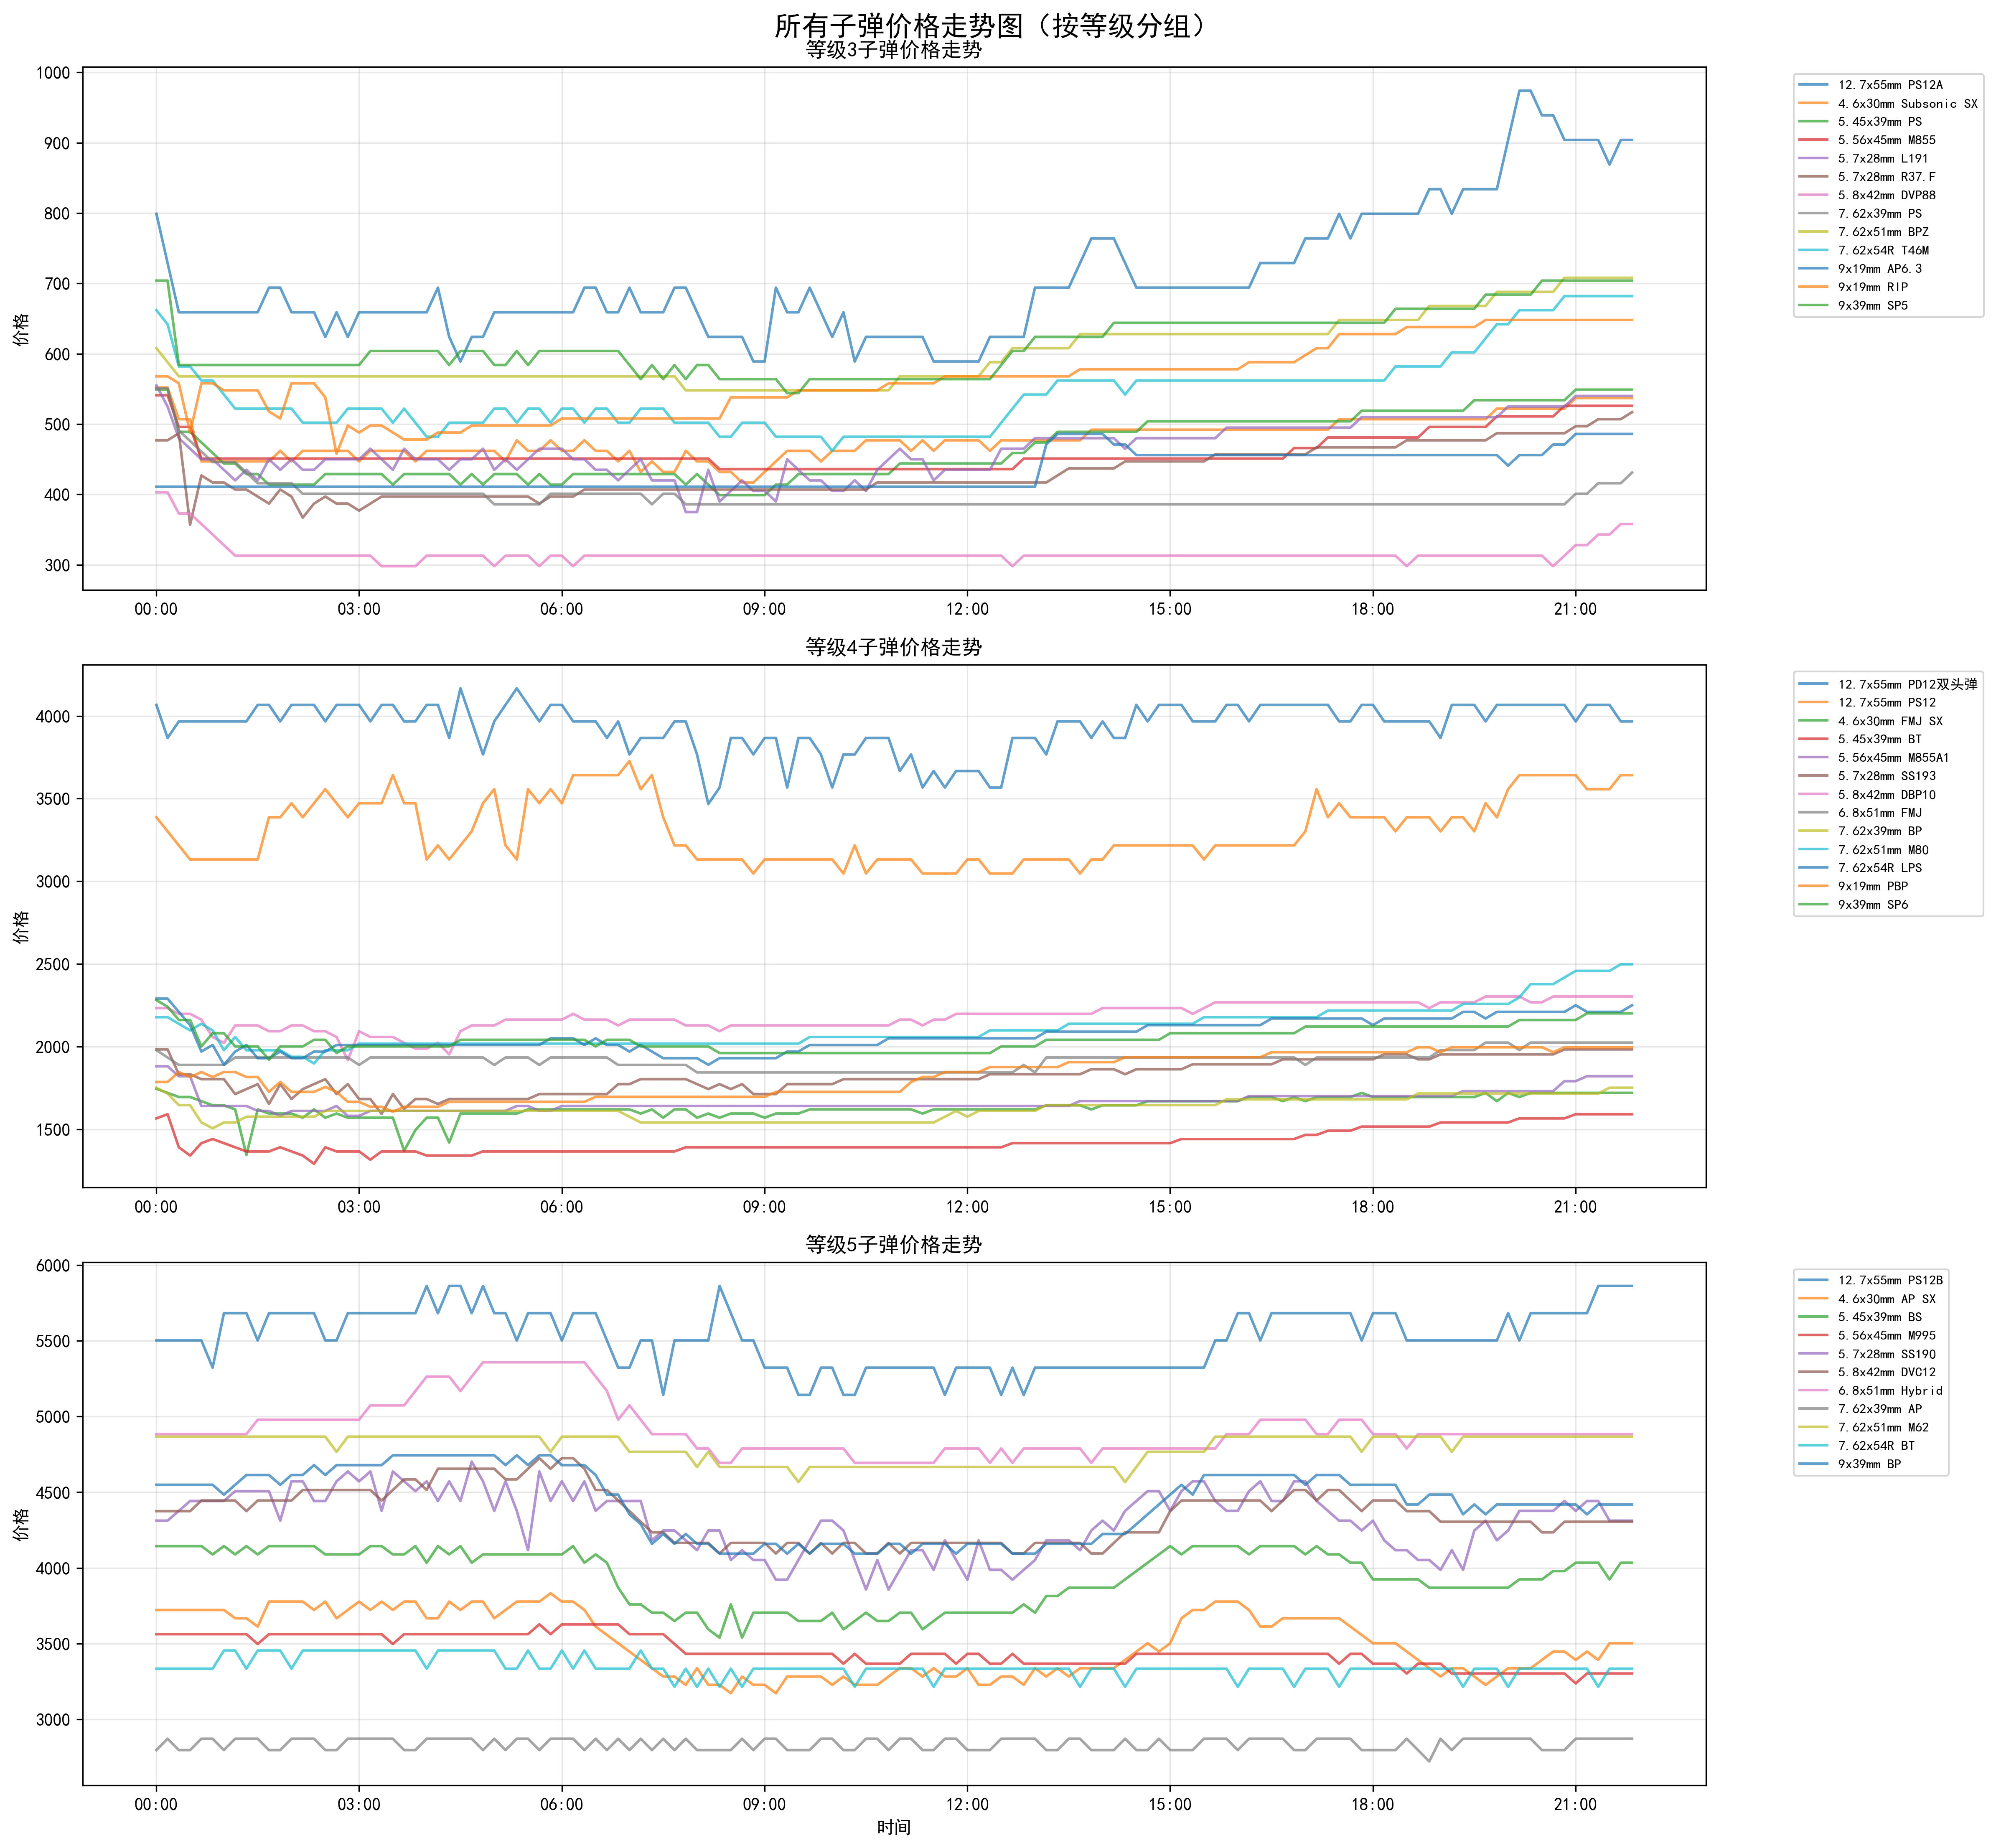 所有子弹价格走势图（按等级分组）
等级3子弹价格走势
1000
900
800
700
600
500
400
300
价格
00:00 03:00 06:00 09:00 12:00 15:00 18:00 21:00
12.7x55mm PS12A
4.6x30mm Subsonic SX
5.45x39mm PS
5.56x45mm M855
5.7x28mm L191
5.7x28mm R37.F
5.8x42mm DVP88
7.62x39mm PS
7.62x51mm BPZ
7.62x54R T46M
9x19mm AP6.3
9x19mm RIP
9x39mm SP5
等级4子弹价格走势
4000
3500
3000
2500
2000
1500
价格
00:00 03:00 06:00 09:00 12:00 15:00 18:00 21:00
12.7x55mm PD12双头弹
12.7x55mm PS12
4.6x30mm FMJ SX
5.45x39mm BT
5.56x45mm M855A1
5.7x28mm SS193
5.8x42mm DBP10
6.8x51mm FMJ
7.62x39mm BP
7.62x51mm M80
7.62x54R LPS
9x19mm PBP
9x39mm SP6
等级5子弹价格走势
6000
5500
5000
4500
4000
3500
3000
价格
00:00 03:00 06:00 09:00 12:00 15:00 18:00 21:00
时间
12.7x55mm PS12B
4.6x30mm AP SX
5.45x39mm BS
5.56x45mm M995
5.7x28mm SS190
5.8x42mm DVC12
6.8x51mm Hybrid
7.62x39mm AP
7.62x51mm M62
7.62x54R BT
9x39mm BP